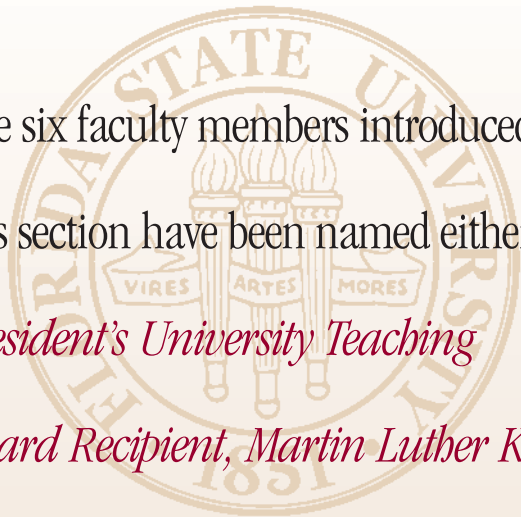 e six faculty members introduced
s section have been named either
esident's University Teaching
ard Recipient, Martin Luther K
FLORIDA STATE UNIVERSITY
VIRES ARTES MORES
1851